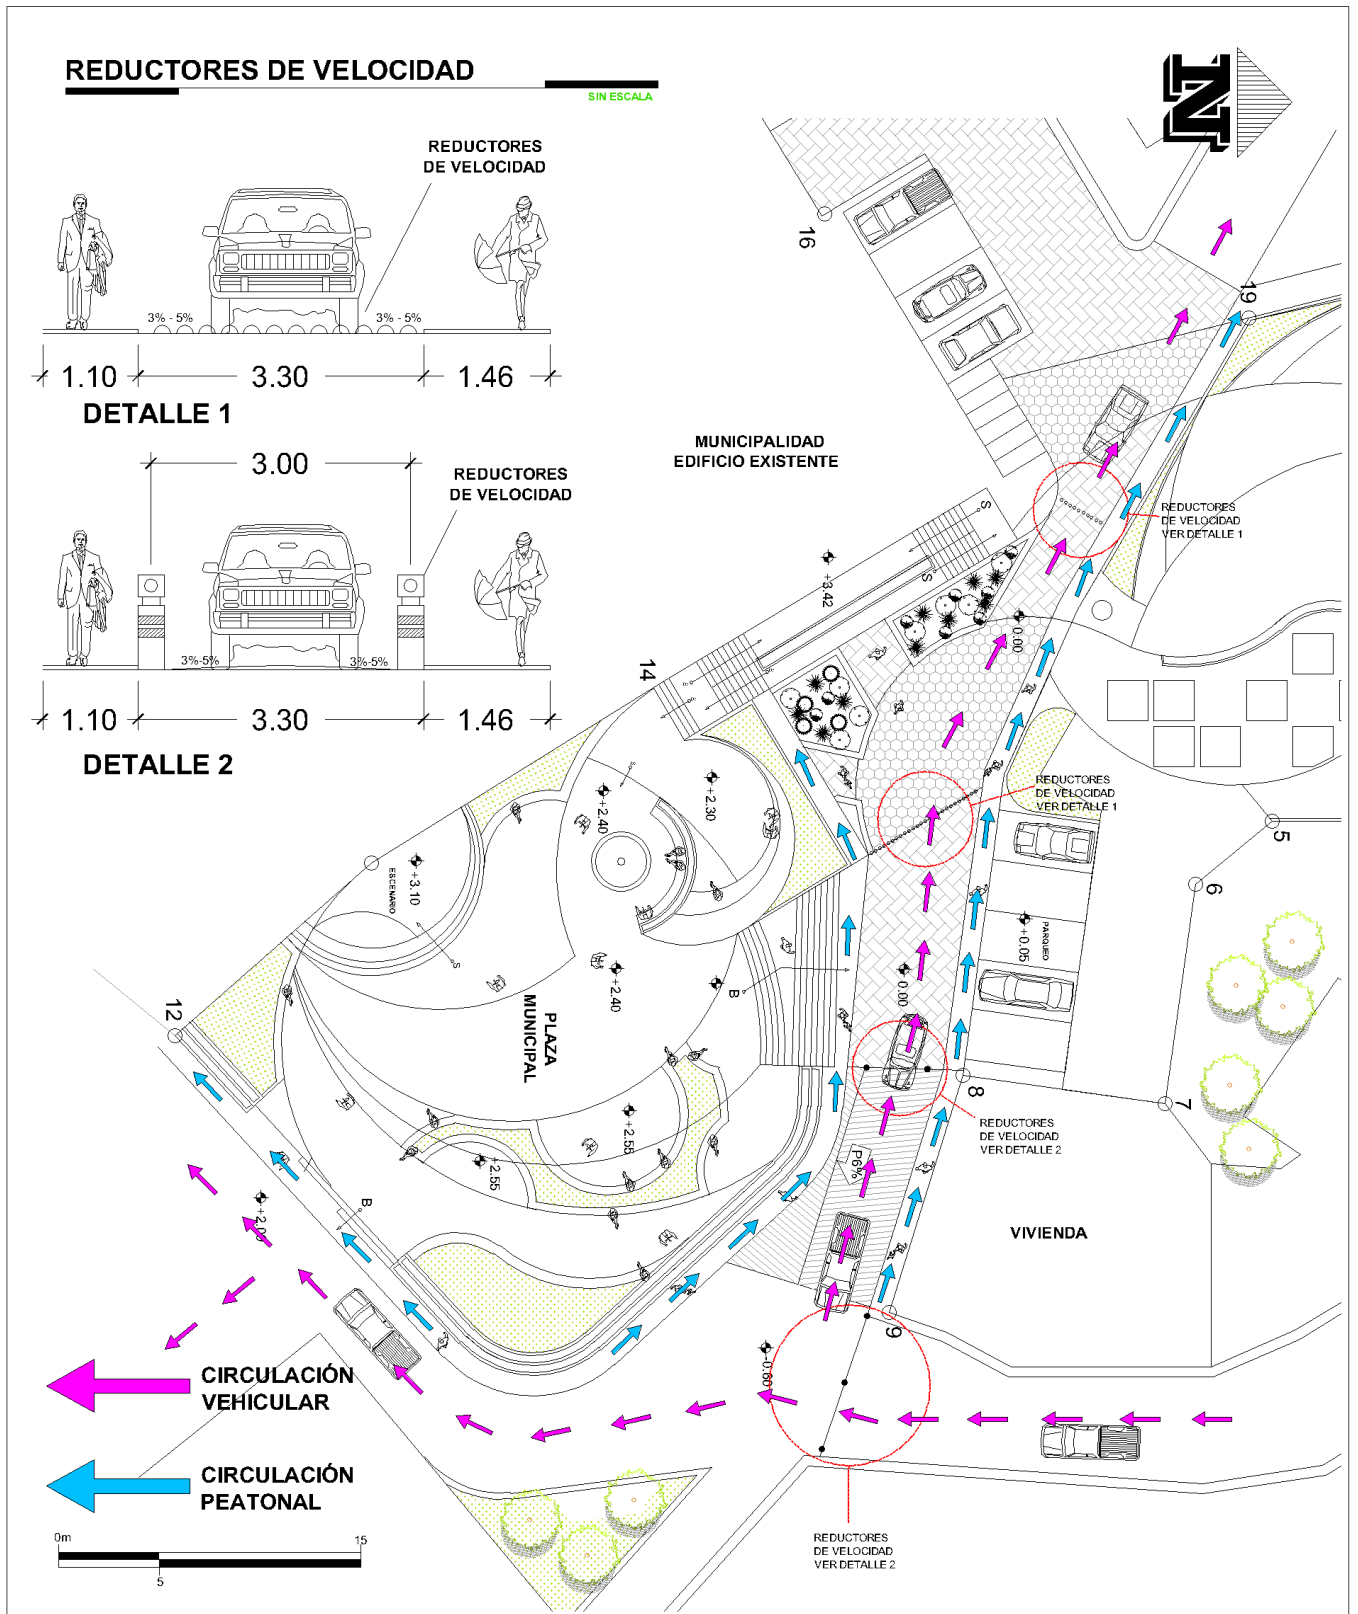 REDUCTORES DE VELOCIDAD
SIN ESCALA
N
REDUCTORES
DE VELOCIDAD
3% - 5%
3% - 5%
1.10
3.30
1.46
DETALLE 1
3.00
REDUCTORES
DE VELOCIDAD
3%-5%
3%-5%
1.10
3.30
1.46
DETALLE 2
16
19
MUNICIPALIDAD
EDIFICIO EXISTENTE
REDUCTORES
DE VELOCIDAD
VER DETALLE 1
S
S
+3.42
0.00
14
S
S
S
+2.40
+2.30
REDUCTORES
DE VELOCIDAD
VER DETALLE 1
5
6
+3.10
ESCENARIO
S
PARQUEO
+0.05
+2.40
0.00
B
PLAZA
MUNICIPAL
12
8
7
REDUCTORES
DE VELOCIDAD
VER DETALLE 2
+2.55
+2.55
P6%
B
VIVIENDA
9
-0.60
CIRCULACIÓN
VEHICULAR
CIRCULACIÓN
PEATONAL
0m
15
5
REDUCTORES
DE VELOCIDAD
VER DETALLE 2